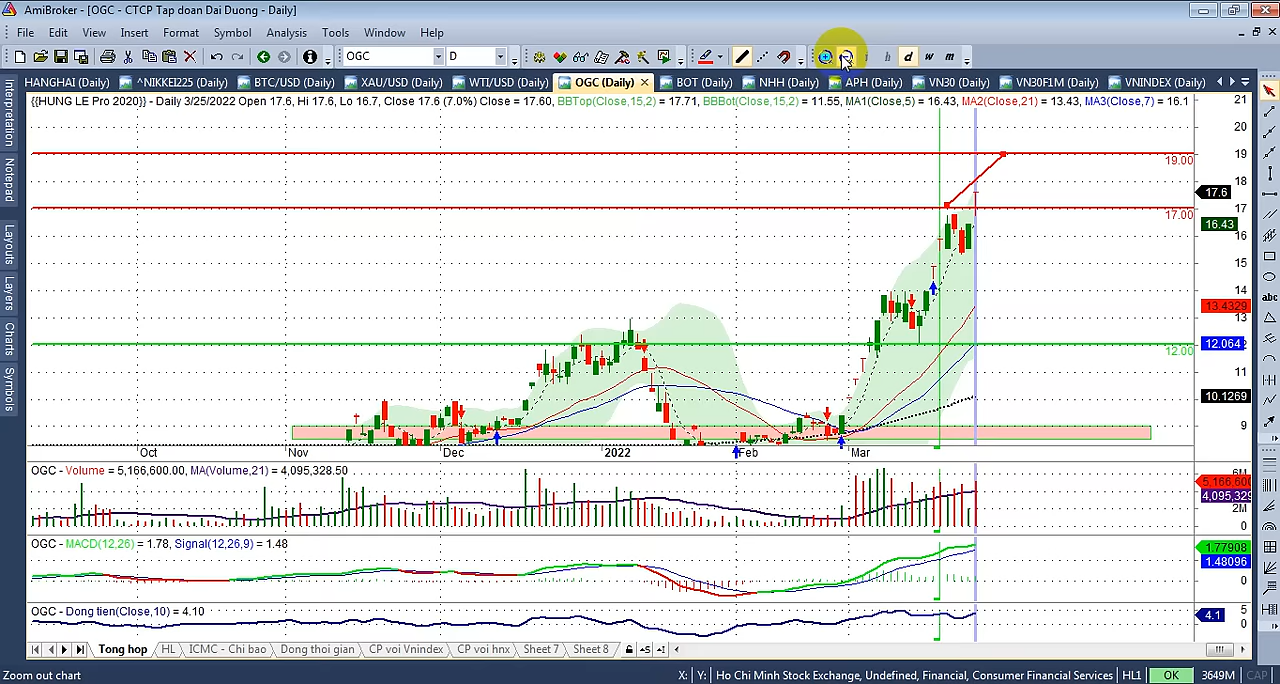 AmiBroker - [OGC - CTCP Tap doan Dai Duong - Daily]
File Edit View Insert Format Symbol Analysis Tools Window Help
OGC D h d w m
HANGHAI (Daily) ^NIKKEI225 (Daily) BTC/USD (Daily) XAU/USD (Daily) WTI/USD (Daily) OGC (Daily) BOT (Daily) NHH (Daily) APH (Daily) VN30 (Daily) VN30F1M (Daily) VNINDEX (Daily)
{{HUNG LE Pro 2020}} - Daily 3/25/2022 Open 17.6, Hi 17.6, Lo 16.7, Close 17.6 (7.0%) Close = 17.60, BBTop(Close,15,2) = 17.71, BBBot(Close,15,2) = 11.55, MA1(Close,5) = 16.43, MA2(Close,21) = 13.43, MA3(Close,7) = 16.1
Interpretation
Notepad
Layouts
Layers
Charts
Symbols
abc
21
20
19
19.00
18
17.6
17
17.00
16.43
16
15
14
13.4329
13
12.064
12.00
11
10.1269
9
Oct Nov Dec 2022 Feb Mar
OGC - Volume = 5,166,600.00, MA(Volume,21) = 4,095,328.50
6M
5,166,600
4,095,329
2M
0
OGC - MACD(12,26) = 1.78, Signal(12,26,9) = 1.48
1.77908
1.48096
0
OGC - Dong tien(Close,10) = 4.10
5
4.1
0
Tong hop HL ICMC - Chi bao Dong thoi gian CP voi Vnindex CP voi hnx Sheet 7 Sheet 8
Zoom out chart X: Y: Ho Chi Minh Stock Exchange, Undefined, Financial, Consumer Financial Services HL1 OK 3649M CAP